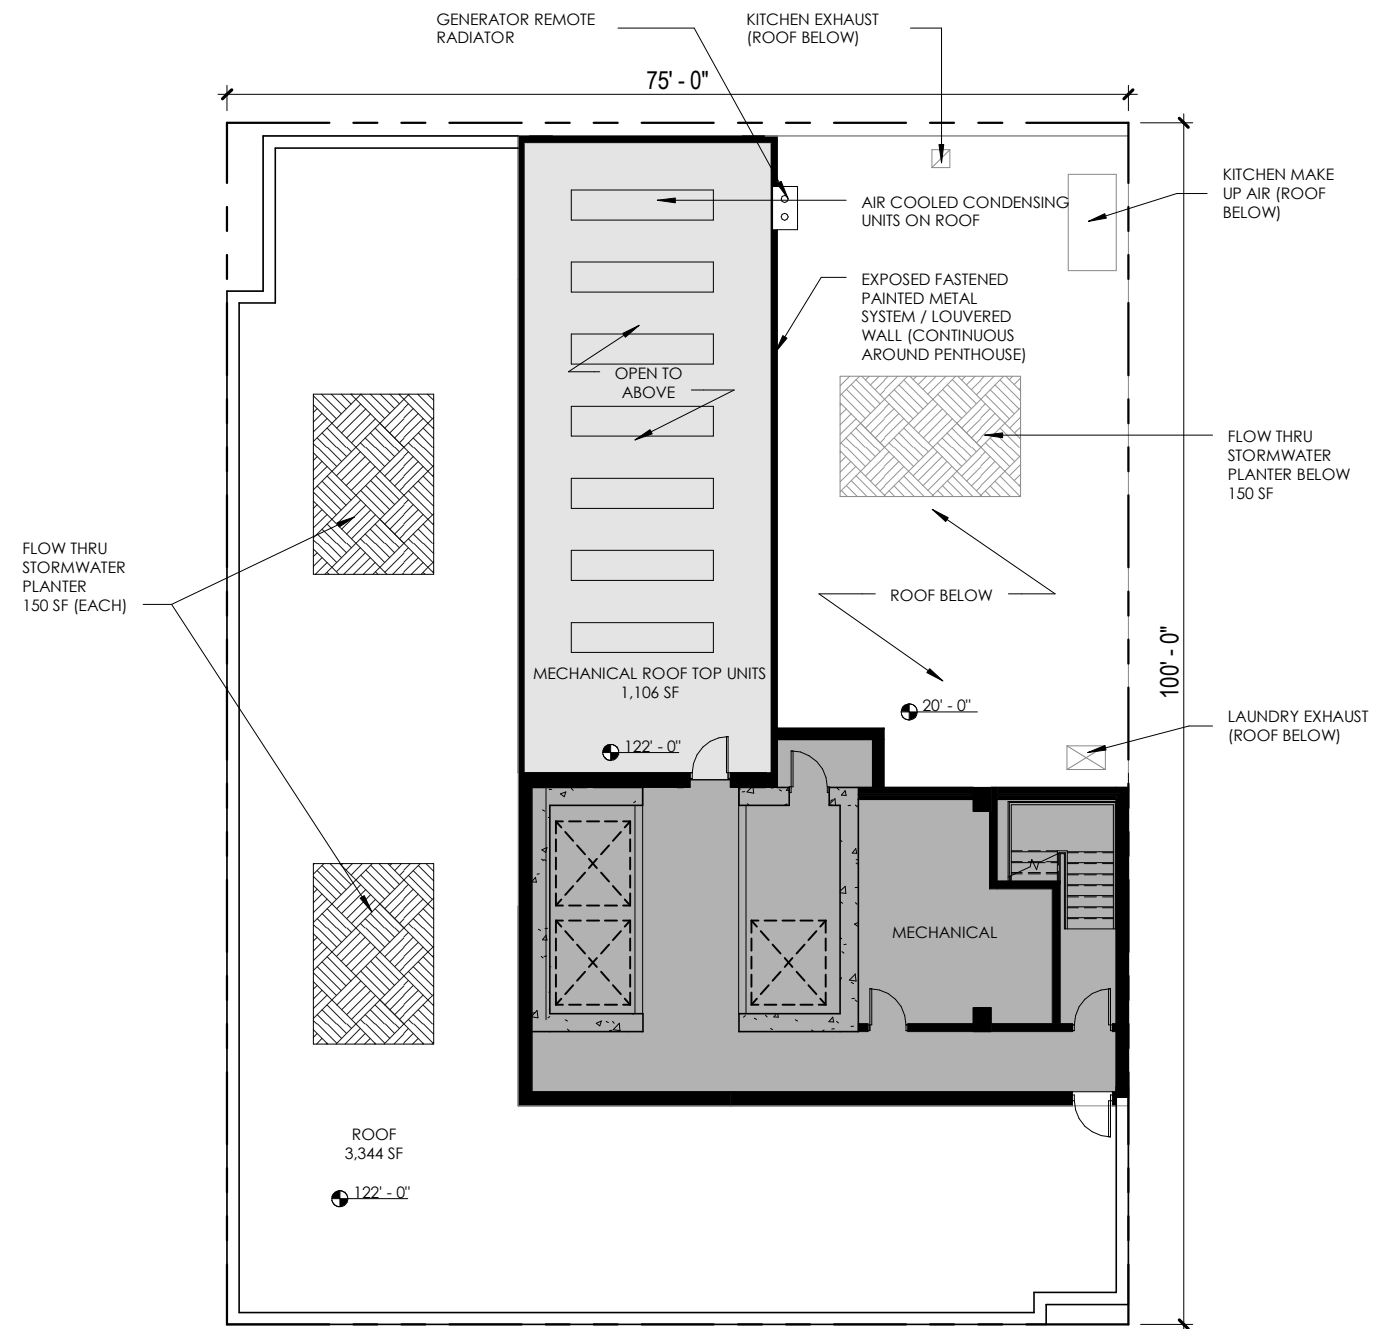 GENERATOR REMOTE
RADIATOR
KITCHEN EXHAUST
(ROOF BELOW)
75' - 0"
KITCHEN MAKE
UP AIR (ROOF
BELOW)
AIR COOLED CONDENSING
UNITS ON ROOF
EXPOSED FASTENED
PAINTED METAL
SYSTEM / LOUVERED
WALL (CONTINUOUS
AROUND PENTHOUSE)
OPEN TO
ABOVE
FLOW THRU
STORMWATER
PLANTER BELOW
150 SF
FLOW THRU
STORMWATER
PLANTER
150 SF (EACH)
ROOF BELOW
100' - 0"
MECHANICAL ROOF TOP UNITS
1,106 SF
20' - 0"
LAUNDRY EXHAUST
(ROOF BELOW)
122' - 0"
MECHANICAL
ROOF
3,344 SF
122' - 0"